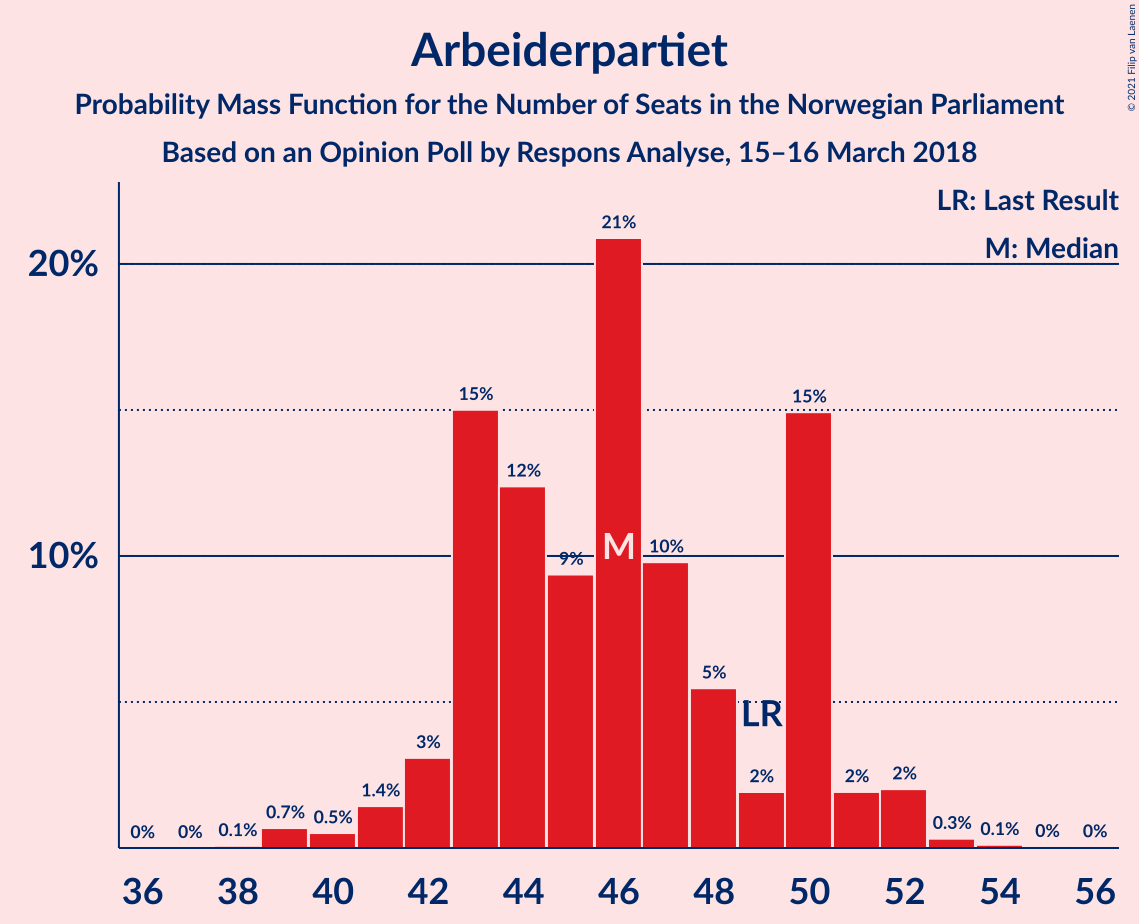 Arbeiderpartiet
Probability Mass Function for the Number of Seats in the Norwegian Parliament
Based on an Opinion Poll by Respons Analyse, 15–16 March 2018
© 2021 Filip van Laenen
LR: Last Result
M: Median
20%
10%
0%
0%
0.1%
0.7%
0.5%
1.4%
3%
15%
12%
9%
21%
M
10%
5%
LR
2%
15%
2%
2%
0.3%
0.1%
0%
0%
36 38 40 42 44 46 48 50 52 54 56